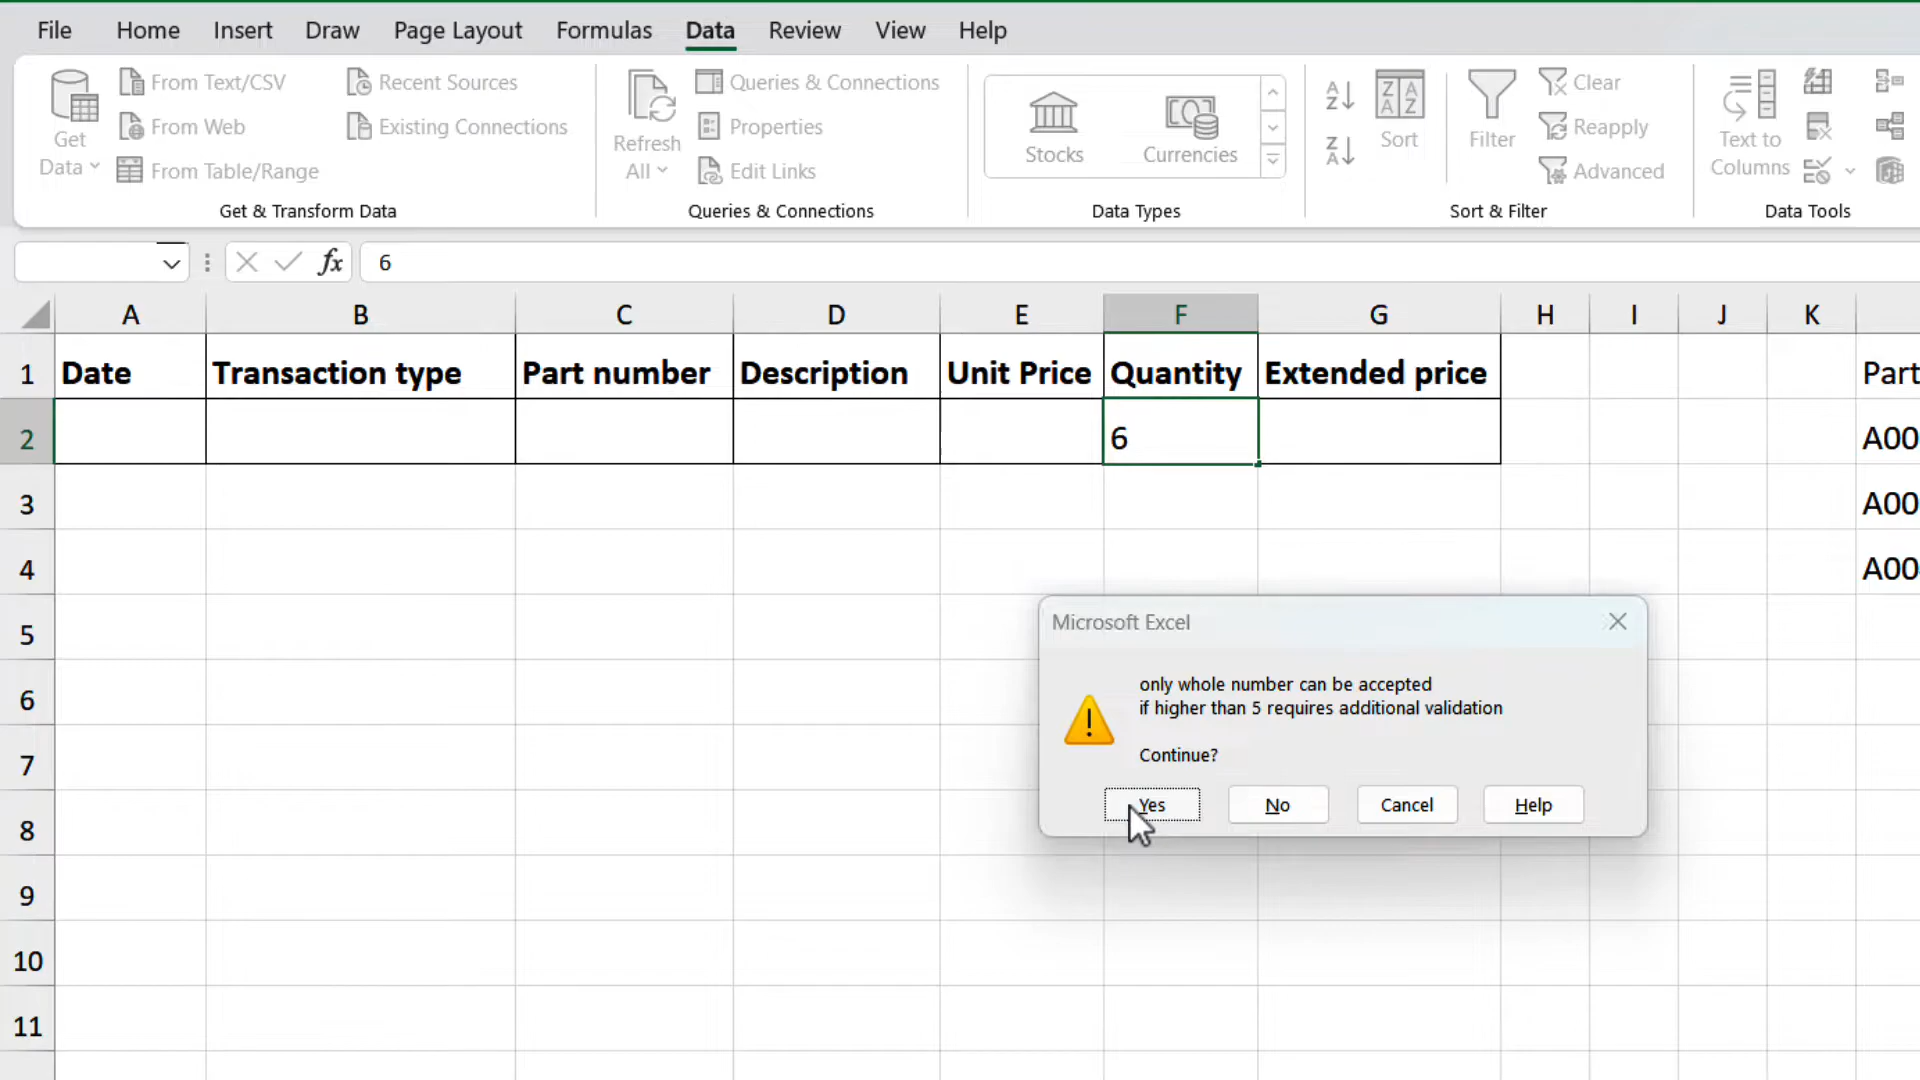 File Home Insert Draw Page Layout Formulas Data Review View Help
Get Data
From Text/CSV
From Web
From Table/Range
Recent Sources
Existing Connections
Get & Transform Data
Refresh All
Queries & Connections
Properties
Edit Links
Queries & Connections
Stocks
Currencies
Data Types
Sort
Filter
Clear
Reapply
Advanced
Sort & Filter
Text to Columns
Data Tools
fx 6
A B C D E F G H I J K
1 Date Transaction type Part number Description Unit Price Quantity Extended price Part
2 6 A00
3 A00
4 A00
5
6
7
8
9
10
11
Microsoft Excel
only whole number can be accepted
if higher than 5 requires additional validation
Continue?
Yes No Cancel Help